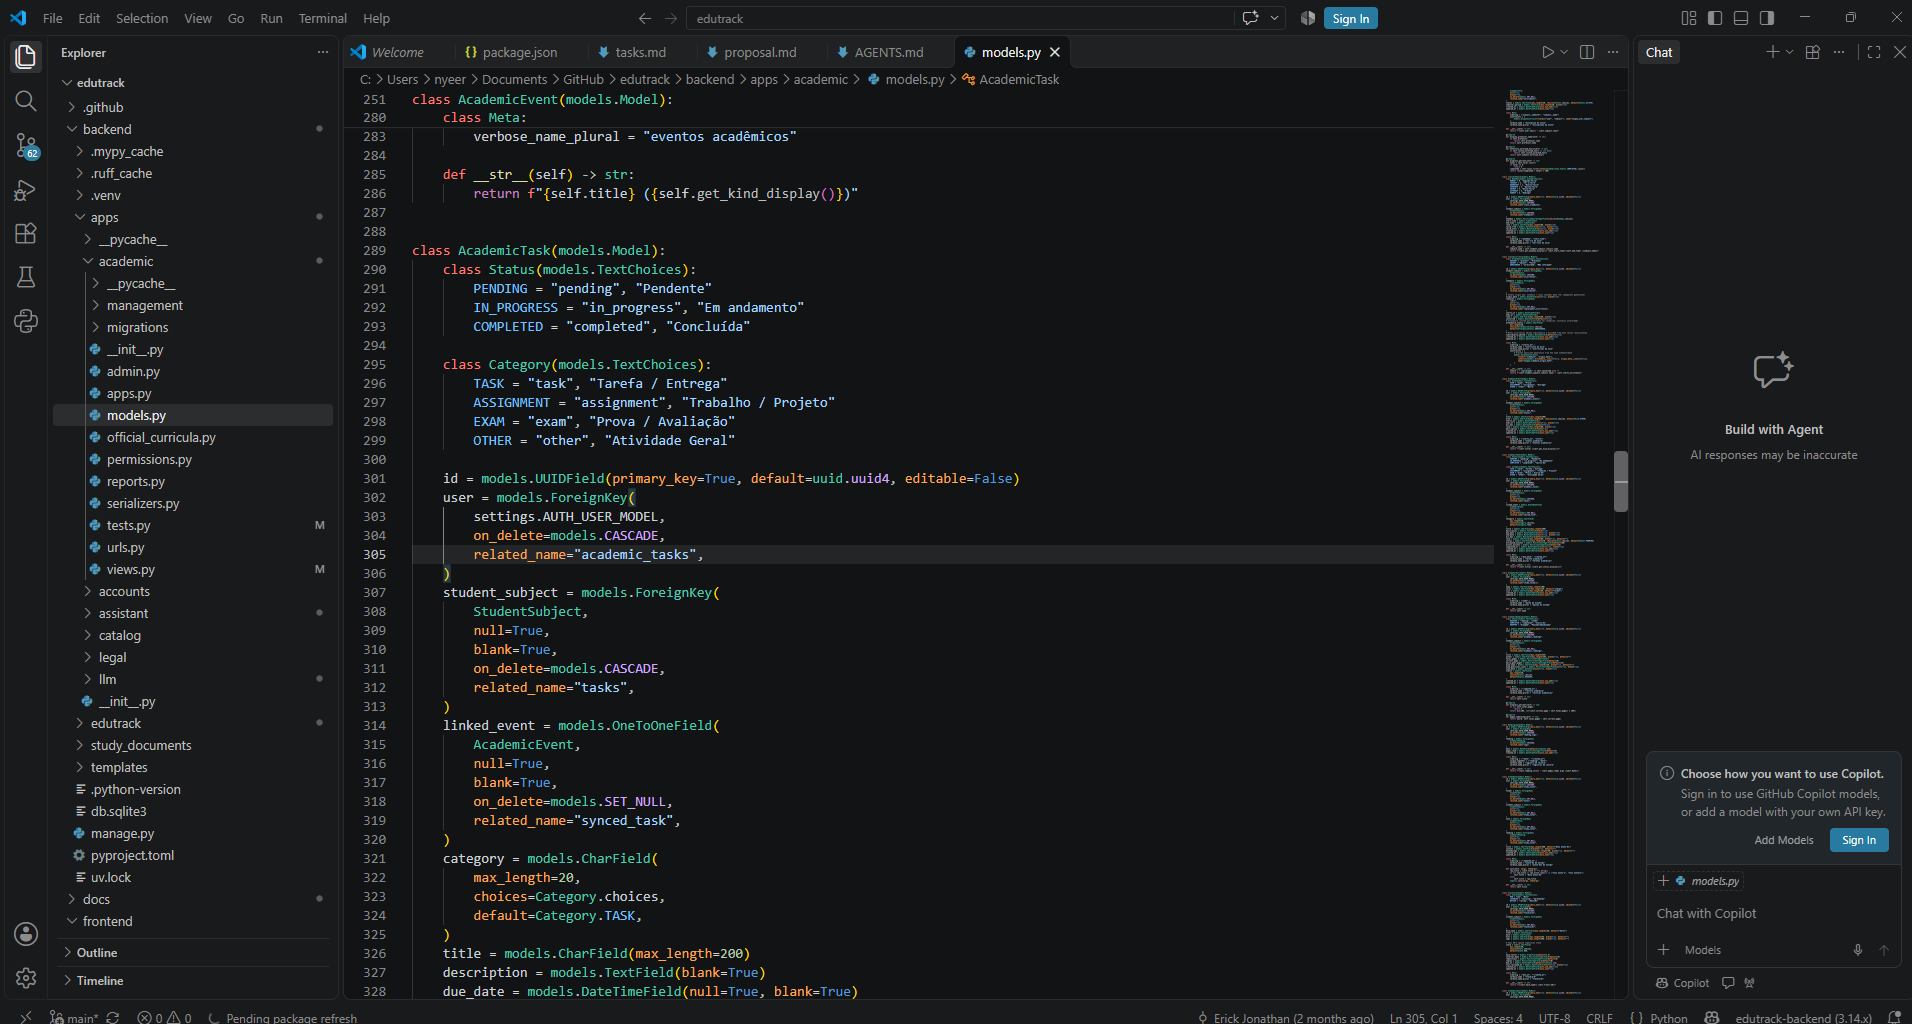 File Edit Selection View Go Run Terminal Help
edutrack
Sign In
Explorer
edutrack
.github
backend
.mypy_cache
.ruff_cache
.venv
apps
__pycache__
academic
__pycache__
management
migrations
__init__.py
admin.py
apps.py
models.py
official_curricula.py
permissions.py
reports.py
serializers.py
tests.py M
urls.py
views.py M
accounts
assistant
catalog
legal
llm
__init__.py
edutrack
study_documents
templates
.python-version
db.sqlite3
manage.py
pyproject.toml
uv.lock
docs
frontend
Outline
Timeline
62
Welcome package.json tasks.md proposal.md AGENTS.md models.py
C: > Users > nyeer > Documents > GitHub > edutrack > backend > apps > academic > models.py > AcademicTask
251 class AcademicEvent(models.Model):
280 class Meta:
283 verbose_name_plural = "eventos acadêmicos"
284
285 def __str__(self) -> str:
286 return f"{self.title} ({self.get_kind_display()})"
287
288
289 class AcademicTask(models.Model):
290 class Status(models.TextChoices):
291 PENDING = "pending", "Pendente"
292 IN_PROGRESS = "in_progress", "Em andamento"
293 COMPLETED = "completed", "Concluída"
294
295 class Category(models.TextChoices):
296 TASK = "task", "Tarefa / Entrega"
297 ASSIGNMENT = "assignment", "Trabalho / Projeto"
298 EXAM = "exam", "Prova / Avaliação"
299 OTHER = "other", "Atividade Geral"
300
301 id = models.UUIDField(primary_key=True, default=uuid.uuid4, editable=False)
302 user = models.ForeignKey(
303 settings.AUTH_USER_MODEL,
304 on_delete=models.CASCADE,
305 related_name="academic_tasks",
306 )
307 student_subject = models.ForeignKey(
308 StudentSubject,
309 null=True,
310 blank=True,
311 on_delete=models.CASCADE,
312 related_name="tasks",
313 )
314 linked_event = models.OneToOneField(
315 AcademicEvent,
316 null=True,
317 blank=True,
318 on_delete=models.SET_NULL,
319 related_name="synced_task",
320 )
321 category = models.CharField(
322 max_length=20,
323 choices=Category.choices,
324 default=Category.TASK,
325 )
326 title = models.CharField(max_length=200)
327 description = models.TextField(blank=True)
328 due_date = models.DateTimeField(null=True, blank=True)
Chat
Build with Agent
AI responses may be inaccurate
Choose how you want to use Copilot.
Sign in to use GitHub Copilot models,
or add a model with your own API key.
Add Models Sign In
models.py
Chat with Copilot
Models
Copilot
main* 0 0 Pending package refresh
Erick Jonathan (2 months ago) Ln 305, Col 1 Spaces: 4 UTF-8 CRLF {} Python edutrack-backend (3.14.x)